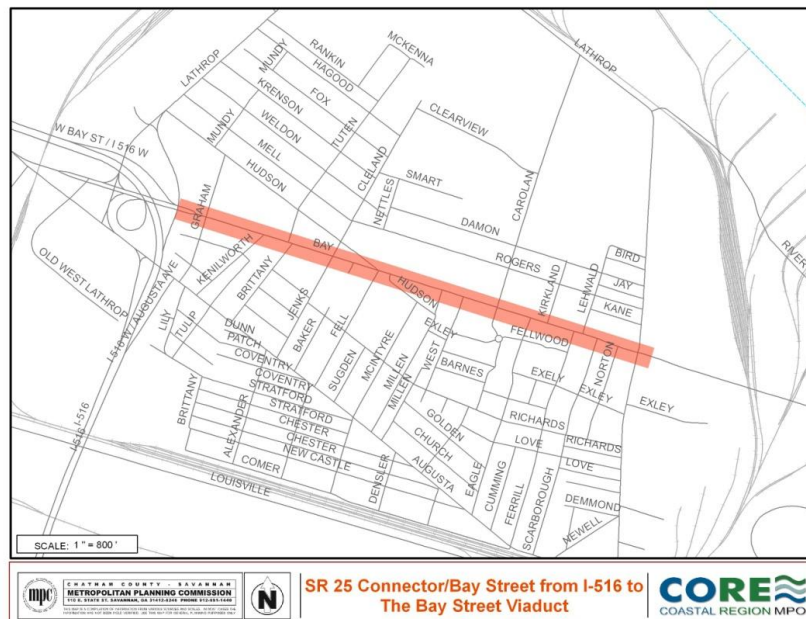 LATHROP
RANKIN
MCKENNA
LATHROP
MUNDY
HAGOOD
FOX
KRENSON
TUTEN
CLEARVIEW
W BAY ST / I 516 W
MUNDY
WELDON
MELL
HUDSON
CLELAND
SMART
NETTLES
CAROLAN
GRAHAM
DAMON
BAY
KENILWORTH
ROGERS
BIRD
RIVER
OLD WEST LATHROP
I-516 W / AUGUSTA AVE
BRITTANY
HUDSON
KIRKLAND
LEHWALD
JAY
KANE
JENKS
LILY
TULIP
DUNN
PATCH
BAKER
FELL
EXLEY
FELLWOOD
COVENTRY
SUGDEN
MCINTYRE
MILLEN
WEST
BARNES
NORTON
COVENTRY
STRATFORD
MILLEN
EXELY
EXLEY
EXLEY
BRITTANY
STRATFORD
CHESTER
ALEXANDER
CHESTER
NEW CASTLE
GOLDEN
CHURCH
RICHARDS
RICHARDS
LOVE
LOVE
I-516
I-516
COMER
LOUISVILLE
DENSLER
AUGUSTA
EAGLE
CUMMING
FERRILL
SCARBOROUGH
DEMMOND
NEWELL
SCALE: 1 " = 800 '
mpc
CHATHAM COUNTY - SAVANNAH
METROPOLITAN PLANNING COMMISSION
N
SR 25 Connector/Bay Street from I-516 to
The Bay Street Viaduct
CORE
COASTAL REGION MPO